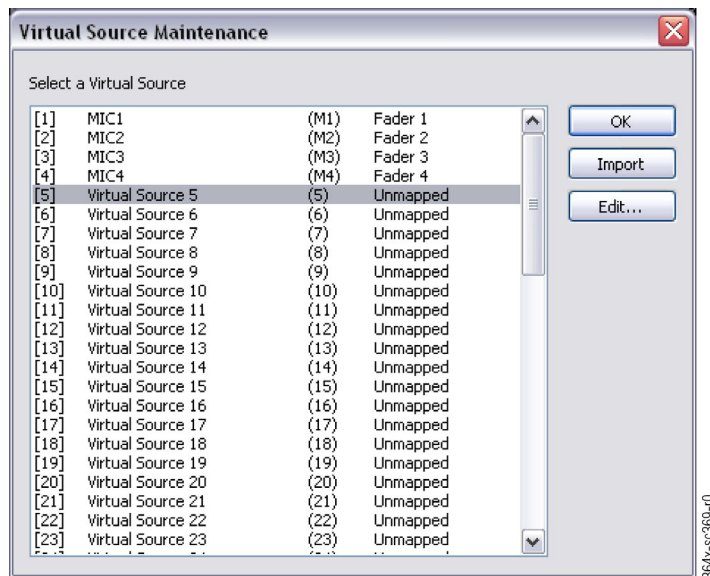 Virtual Source Maintenance
Select a Virtual Source
[1] MIC1 (M1) Fader 1
[2] MIC2 (M2) Fader 2
[3] MIC3 (M3) Fader 3
[4] MIC4 (M4) Fader 4
[5] Virtual Source 5 (5) Unmapped
[6] Virtual Source 6 (6) Unmapped
[7] Virtual Source 7 (7) Unmapped
[8] Virtual Source 8 (8) Unmapped
[9] Virtual Source 9 (9) Unmapped
[10] Virtual Source 10 (10) Unmapped
[11] Virtual Source 11 (11) Unmapped
[12] Virtual Source 12 (12) Unmapped
[13] Virtual Source 13 (13) Unmapped
[14] Virtual Source 14 (14) Unmapped
[15] Virtual Source 15 (15) Unmapped
[16] Virtual Source 16 (16) Unmapped
[17] Virtual Source 17 (17) Unmapped
[18] Virtual Source 18 (18) Unmapped
[19] Virtual Source 19 (19) Unmapped
[20] Virtual Source 20 (20) Unmapped
[21] Virtual Source 21 (21) Unmapped
[22] Virtual Source 22 (22) Unmapped
[23] Virtual Source 23 (23) Unmapped
OK
Import
Edit...